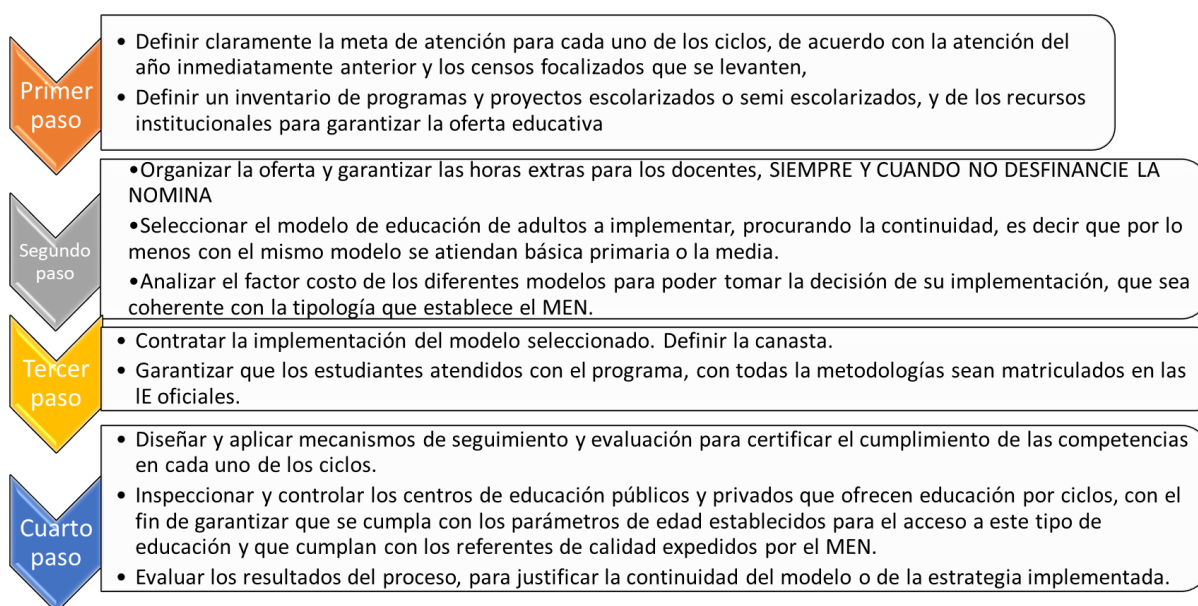 Primer
paso
• Definir claramente la meta de atención para cada uno de los ciclos, de acuerdo con la atención del
año inmediatamente anterior y los censos focalizados que se levanten,
• Definir un inventario de programas y proyectos escolarizados o semi escolarizados, y de los recursos
institucionales para garantizar la oferta educativa
Segundo
paso
•Organizar la oferta y garantizar las horas extras para los docentes, SIEMPRE Y CUANDO NO DESFINANCIE LA
NOMINA
•Seleccionar el modelo de educación de adultos a implementar, procurando la continuidad, es decir que por lo
menos con el mismo modelo se atiendan básica primaria o la media.
•Analizar el factor costo de los diferentes modelos para poder tomar la decisión de su implementación, que sea
coherente con la tipología que establece el MEN.
Tercer
paso
• Contratar la implementación del modelo seleccionado. Definir la canasta.
• Garantizar que los estudiantes atendidos con el programa, con todas la metodologías sean matriculados en las
IE oficiales.
Cuarto
paso
• Diseñar y aplicar mecanismos de seguimiento y evaluación para certificar el cumplimiento de las competencias
en cada uno de los ciclos.
• Inspeccionar y controlar los centros de educación públicos y privados que ofrecen educación por ciclos, con el
fin de garantizar que se cumpla con los parámetros de edad establecidos para el acceso a este tipo de
educación y que cumplan con los referentes de calidad expedidos por el MEN.
• Evaluar los resultados del proceso, para justificar la continuidad del modelo o de la estrategia implementada.